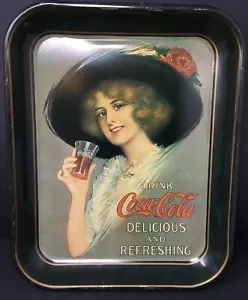 DRINK
Coca-Cola
DELICIOUS
AND
REFRESHING